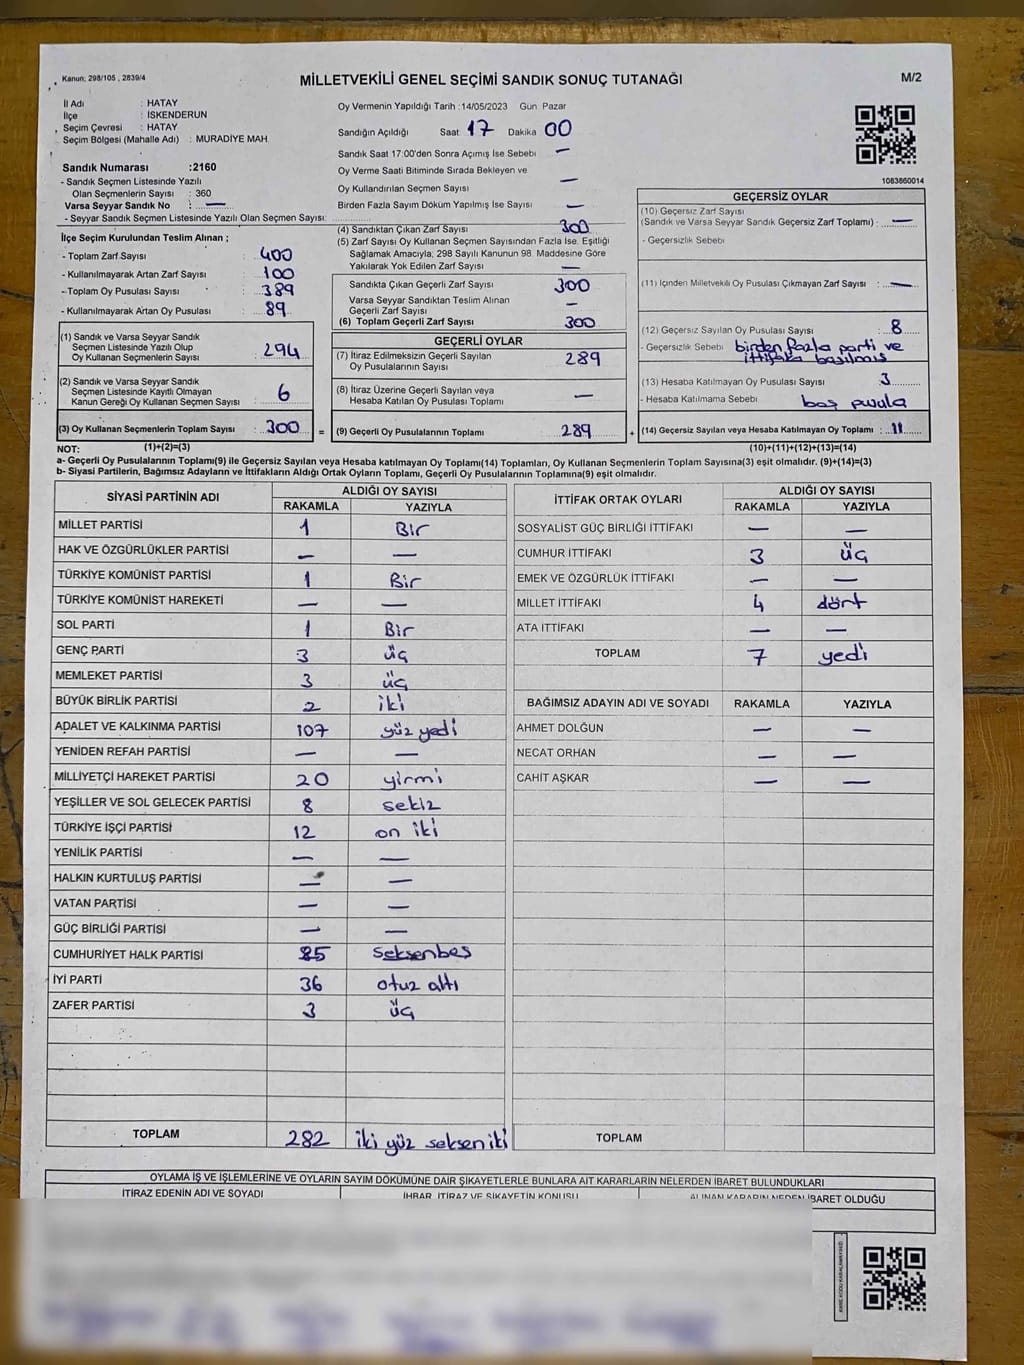 Kanun; 298/105 , 2839/4
MİLLETVEKİLİ GENEL SEÇİMİ SANDIK SONUÇ TUTANAĞI
M/2
İl Adı : HATAY
İlçe : İSKENDERUN
Seçim Çevresi : HATAY
Seçim Bölgesi (Mahalle Adı) : MURADİYE MAH.
Sandık Numarası :2160
- Sandık Seçmen Listesinde Yazılı
Olan Seçmenlerin Sayısı : 360
Varsa Seyyar Sandık No : —
- Seyyar Sandık Seçmen Listesinde Yazılı Olan Seçmen Sayısı:
Oy Vermenin Yapıldığı Tarih : 14/05/2023 Gün Pazar
Sandığın Açıldığı Saat 17 Dakika 00
Sandık Saat 17:00'den Sonra Açımış İse Sebebi —
Oy Verme Saati Bitiminde Sırada Bekleyen ve
Oy Kullandırılan Seçmen Sayısı —
Birden Fazla Sayım Döküm Yapılmış İse Sayısı —
1083860014
İlçe Seçim Kurulundan Teslim Alınan ;
- Toplam Zarf Sayısı : 400
- Kullanılmayarak Artan Zarf Sayısı : 100
- Toplam Oy Pusulası Sayısı : 389
- Kullanılmayarak Artan Oy Pusulası : 89
(1) Sandık ve Varsa Seyyar Sandık
Seçmen Listesinde Yazılı Olup
Oy Kullanan Seçmenlerin Sayısı : 294
(2) Sandık ve Varsa Seyyar Sandık
Seçmen Listesinde Kayıtlı Olmayan
Kanun Gereği Oy Kullanan Seçmen Sayısı : 6
(3) Oy Kullanan Seçmenlerin Toplam Sayısı : 300 =
(4) Sandıktan Çıkan Zarf Sayısı 300
(5) Zarf Sayısı Oy Kullanan Seçmen Sayısından Fazla İse, Eşitliği
Sağlamak Amacıyla; 298 Sayılı Kanunun 98. Maddesine Göre
Yakılarak Yok Edilen Zarf Sayısı —
Sandıkta Çıkan Geçerli Zarf Sayısı 300
Varsa Seyyar Sandıktan Teslim Alınan
Geçerli Zarf Sayısı —
(6) Toplam Geçerli Zarf Sayısı 300
GEÇERLİ OYLAR
(7) İtiraz Edilmeksizin Geçerli Sayılan
Oy Pusulalarının Sayısı 289
(8) İtiraz Üzerine Geçerli Sayılan veya
Hesaba Katılan Oy Pusulası Toplamı —
(9) Geçerli Oy Pusulalarının Toplamı 289 +
GEÇERSİZ OYLAR
(10) Geçersiz Zarf Sayısı
(Sandık ve Varsa Seyyar Sandık Geçersiz Zarf Toplamı) : —
- Geçersizlik Sebebi
(11) İçinden Milletvekili Oy Pusulası Çıkmayan Zarf Sayısı : —
(12) Geçersiz Sayılan Oy Pusulası Sayısı : 8
- Geçersizlik Sebebi birden fazla parti ve
ittifaka basılmış
(13) Hesaba Katılmayan Oy Pusulası Sayısı 3
- Hesaba Katılmama Sebebi boş pusula
(14) Geçersiz Sayılan veya Hesaba Katılmayan Oy Toplamı : 11
NOT: (1)+(2)=(3) (10)+(11)+(12)+(13)=(14)
a- Geçerli Oy Pusulalarının Toplamı(9) ile Geçersiz Sayılan veya Hesaba katılmayan Oy Toplamı(14) Toplamları, Oy Kullanan Seçmenlerin Toplam Sayısına(3) eşit olmalıdır. (9)+(14)=(3)
b- Siyasi Partilerin, Bağımsız Adayların ve İttifakların Aldığı Ortak Oyların Toplamı, Geçerli Oy Pusulalarının Toplamına(9) eşit olmalıdır.
SİYASİ PARTİNİN ADI ALDIĞI OY SAYISI
RAKAMLA YAZIYLA
MİLLET PARTİSİ 1 Bir
HAK VE ÖZGÜRLÜKLER PARTİSİ — —
TÜRKİYE KOMÜNİST PARTİSİ 1 Bir
TÜRKİYE KOMÜNİST HAREKETİ — —
SOL PARTİ 1 Bir
GENÇ PARTİ 3 üç
MEMLEKET PARTİSİ 3 üç
BÜYÜK BİRLİK PARTİSİ 2 iki
ADALET VE KALKINMA PARTİSİ 107 yüz yedi
YENİDEN REFAH PARTİSİ — —
MİLLİYETÇİ HAREKET PARTİSİ 20 yirmi
YEŞİLLER VE SOL GELECEK PARTİSİ 8 sekiz
TÜRKİYE İŞÇİ PARTİSİ 12 on iki
YENİLİK PARTİSİ — —
HALKIN KURTULUŞ PARTİSİ — —
VATAN PARTİSİ — —
GÜÇ BİRLİĞİ PARTİSİ — —
CUMHURİYET HALK PARTİSİ 85 seksenbeş
İYİ PARTİ 36 otuz altı
ZAFER PARTİSİ 3 üç
TOPLAM 282 iki yüz seksen iki
İTTİFAK ORTAK OYLARI ALDIĞI OY SAYISI
RAKAMLA YAZIYLA
SOSYALİST GÜÇ BİRLİĞİ İTTİFAKI — —
CUMHUR İTTİFAKI 3 üç
EMEK VE ÖZGÜRLÜK İTTİFAKI — —
MİLLET İTTİFAKI 4 dört
ATA İTTİFAKI — —
TOPLAM 7 yedi
BAĞIMSIZ ADAYIN ADI VE SOYADI RAKAMLA YAZIYLA
AHMET DOLĞUN — —
NECAT ORHAN — —
CAHİT AŞKAR — —
TOPLAM
OYLAMA İŞ VE İŞLEMLERİNE VE OYLARIN SAYIM DÖKÜMÜNE DAİR ŞİKAYETLERLE BUNLARA AİT KARARLARIN NELERDEN İBARET BULUNDUKLARI
İTİRAZ EDENİN ADI VE SOYADI İHBAR, İTİRAZ VE ŞİKAYETİN KONUSU ALINAN KARARIN NEDEN İBARET OLDUĞU